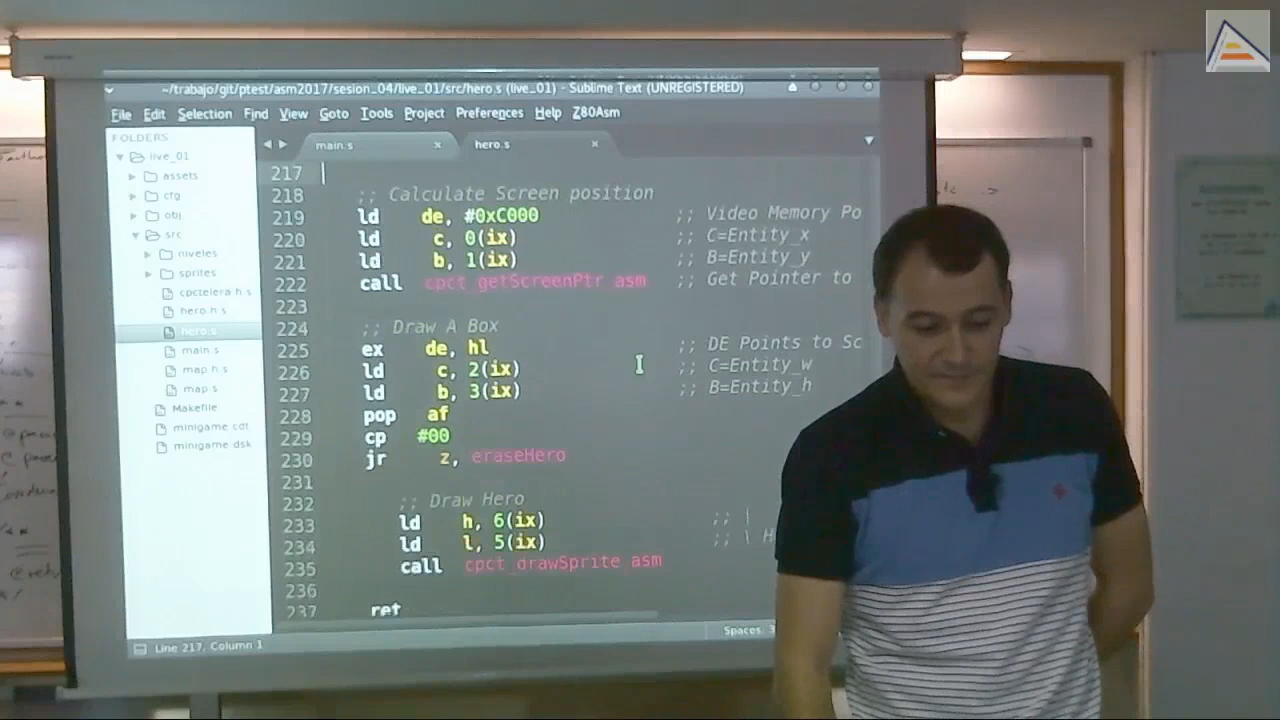 ~/trabajo/git/ptest/asm2017/sesion_04/live_01/src/hero.s (live_01) - Sublime Text (UNREGISTERED)
File Edit Selection Find View Goto Tools Project Preferences Help Z80Asm
FOLDERS
live_01
assets
cfg
obj
src
niveles
sprites
cpctelera.h.s
hero.h.s
hero.s
main.s
map.h.s
map.s
Makefile
minigame.cdt
minigame.dsk
main.s x hero.s x
217
218 ;; Calculate Screen position
219 ld de, #0xC000 ;; Video Memory Po
220 ld c, 0(ix) ;; C=Entity_x
221 ld b, 1(ix) ;; B=Entity_y
222 call cpct_getScreenPtr_asm ;; Get Pointer to
223
224 ;; Draw A Box
225 ex de, hl ;; DE Points to Sc
226 ld c, 2(ix) ;; C=Entity_w
227 ld b, 3(ix) ;; B=Entity_h
228 pop af
229 cp #00
230 jr z, eraseHero
231
232 ;; Draw Hero
233 ld h, 6(ix) ;; |
234 ld l, 5(ix) ;; \ H
235 call cpct_drawSprite_asm
236
237 ret
Line 217, Column 1
Spaces: 3